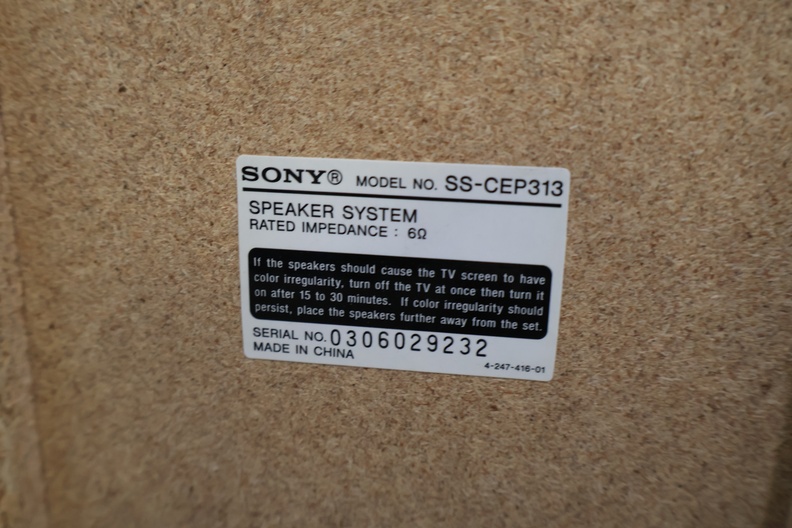 SONY® MODEL NO. SS-CEP313
SPEAKER SYSTEM
RATED IMPEDANCE : 6Ω
If the speakers should cause the TV screen to have
color irregularity, turn off the TV at once then turn it
on after 15 to 30 minutes. If color irregularity should
persist, place the speakers further away from the set.
SERIAL NO. 0306029232
MADE IN CHINA
4-247-416-01